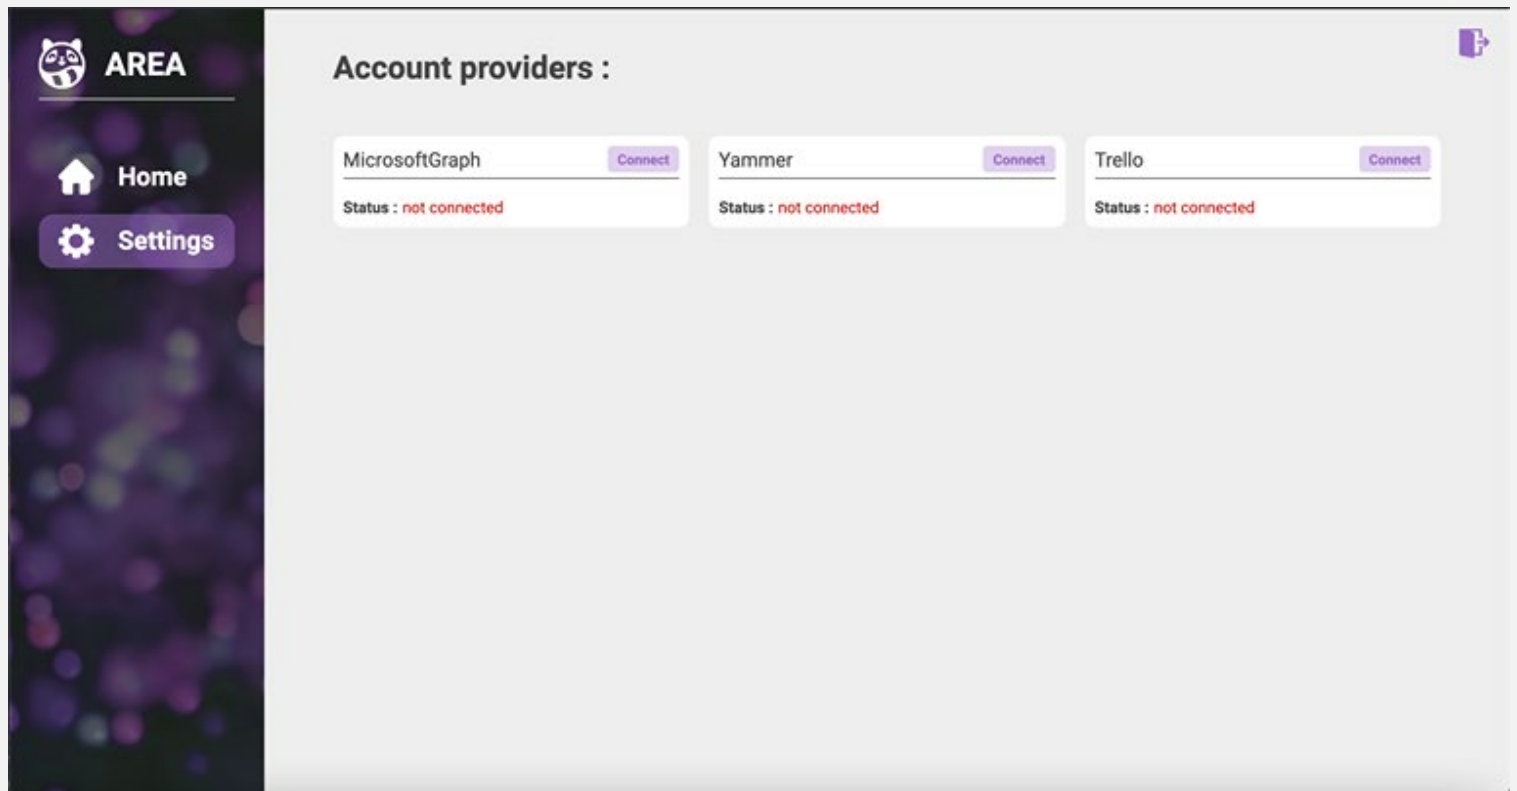 AREA
Home
Settings
Account providers :
MicrosoftGraph Connect
Status : not connected
Yammer Connect
Status : not connected
Trello Connect
Status : not connected